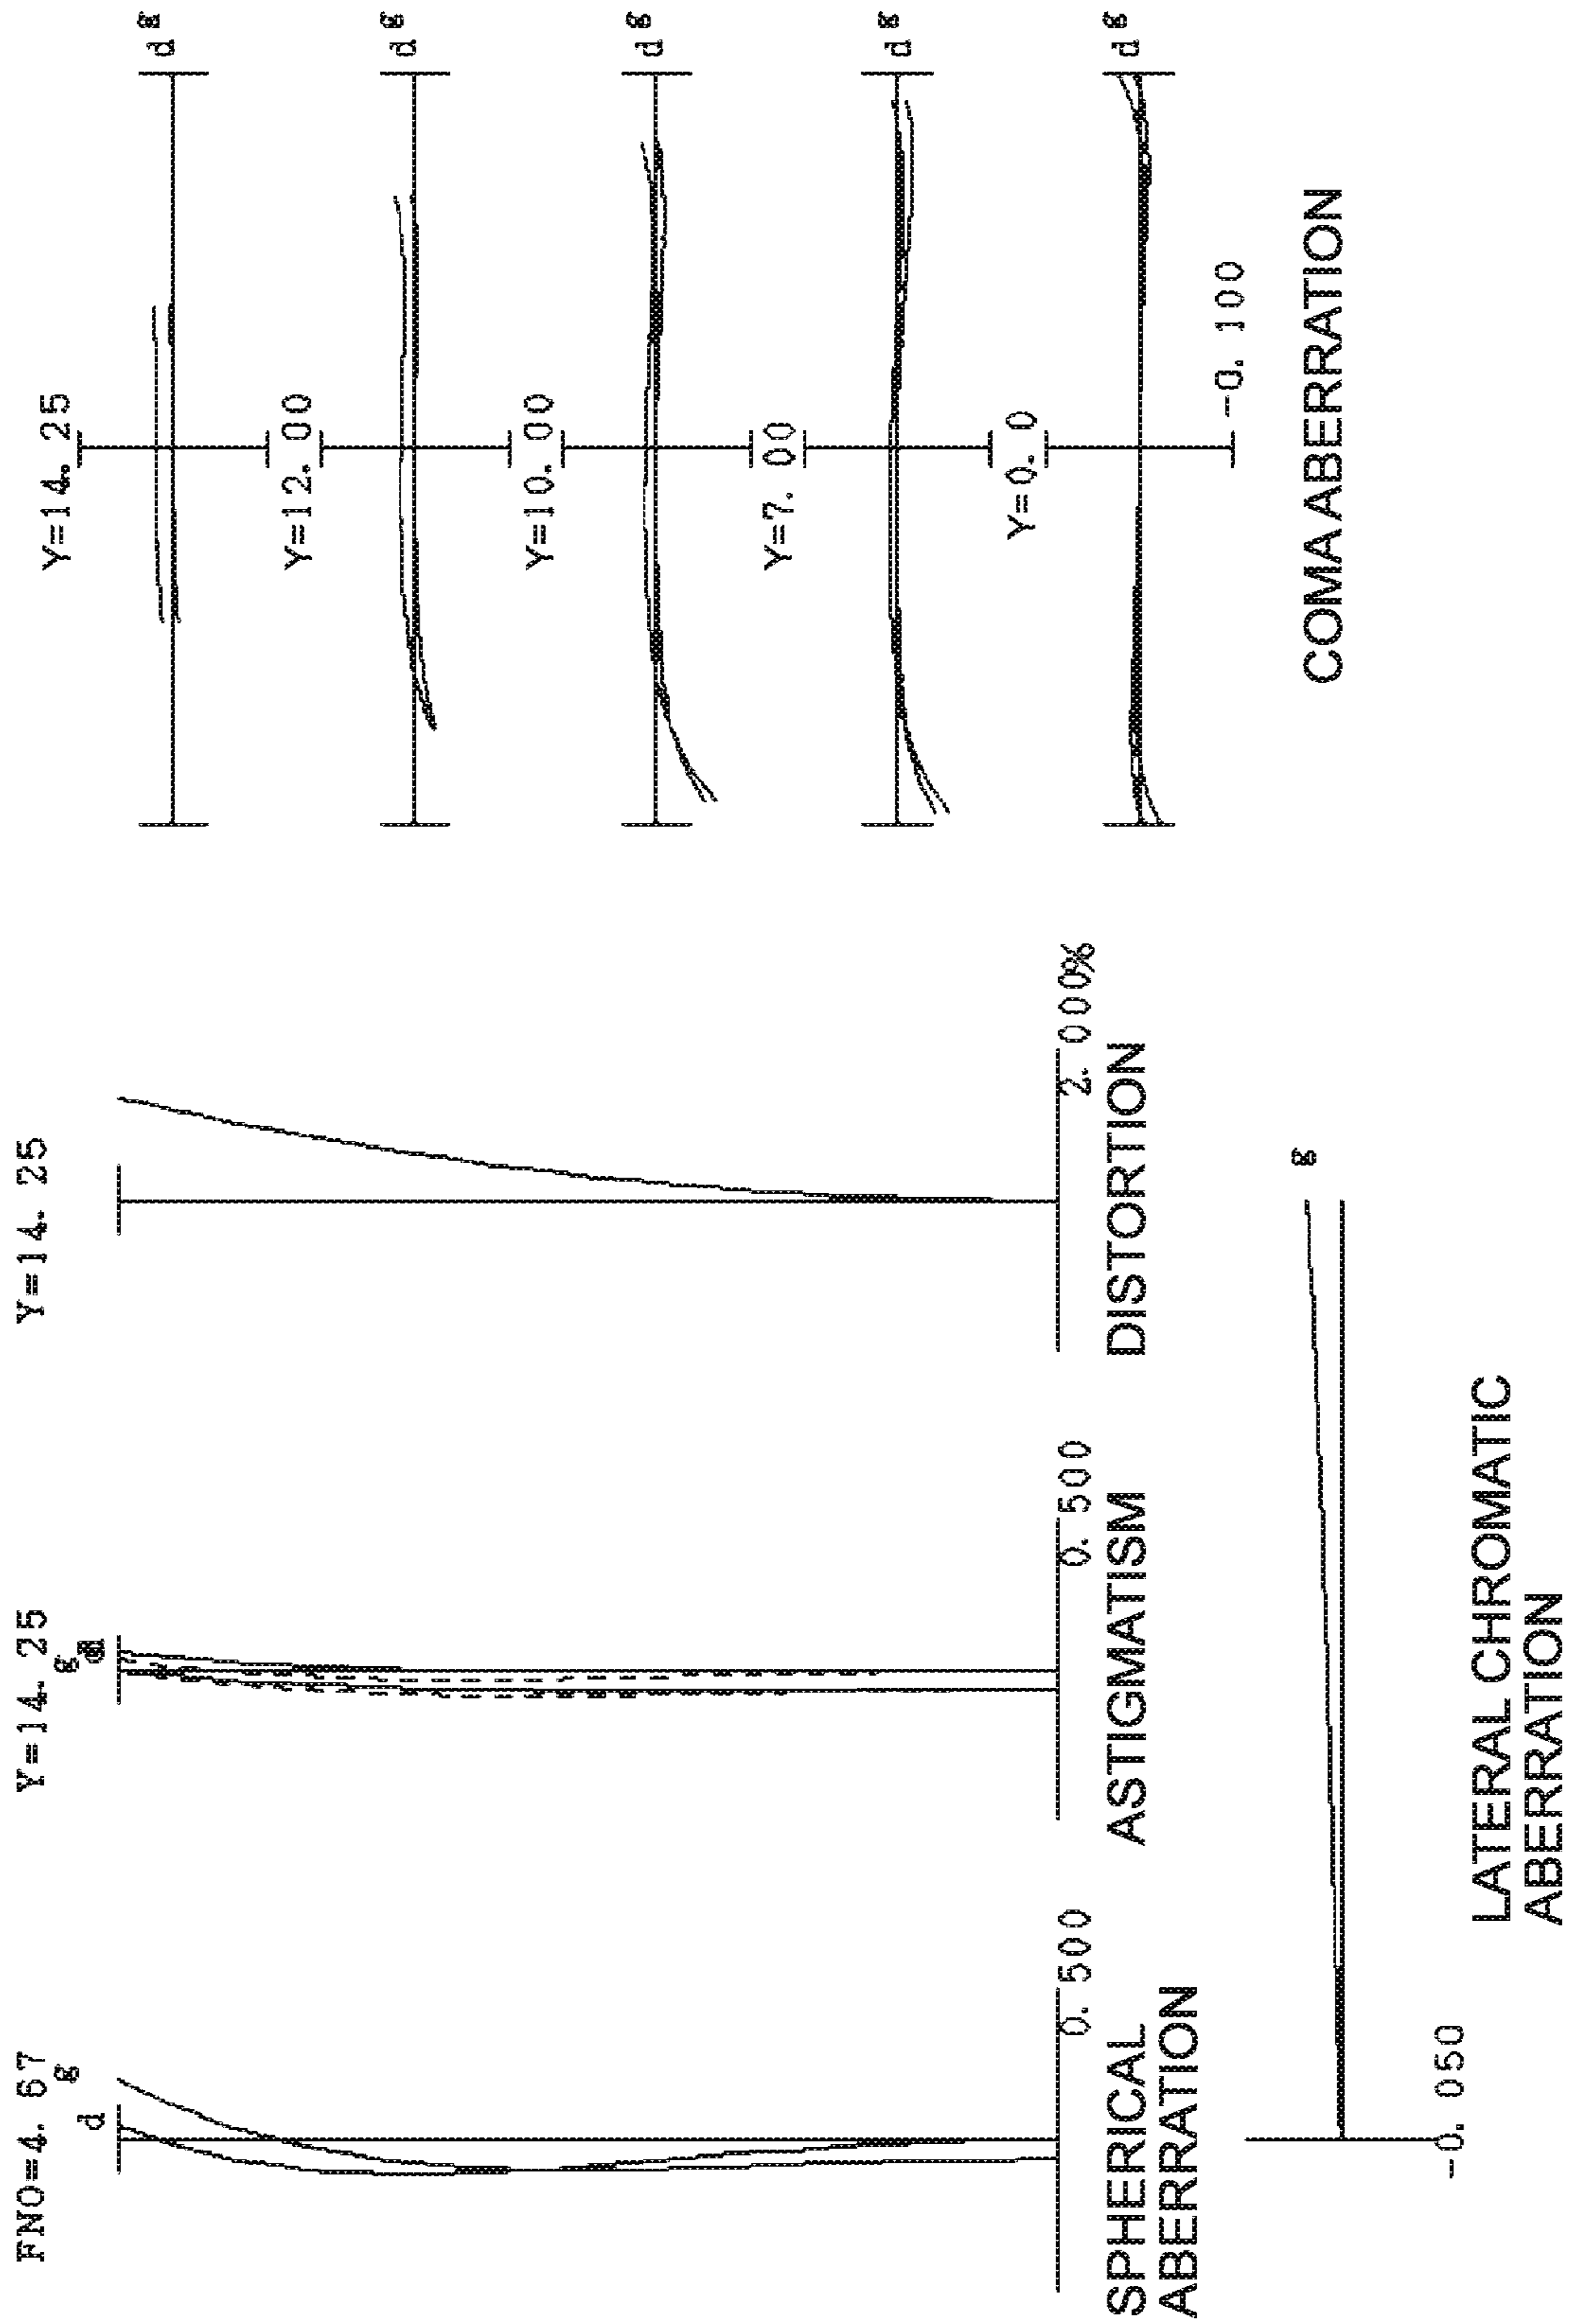 FNO=4. 67
g
d
0. 500
SPHERICAL
ABERRATION
Y=14. 25
g
d
0. 500
ASTIGMATISM
Y=14. 25
2. 000%
DISTORTION
g
-0. 050
LATERAL CHROMATIC
ABERRATION
Y=14. 25
d g
Y=12. 00
d g
Y=10. 00
d g
Y=7. 00
d g
Y=0. 0
d g
-0. 100
COMA ABERRATION